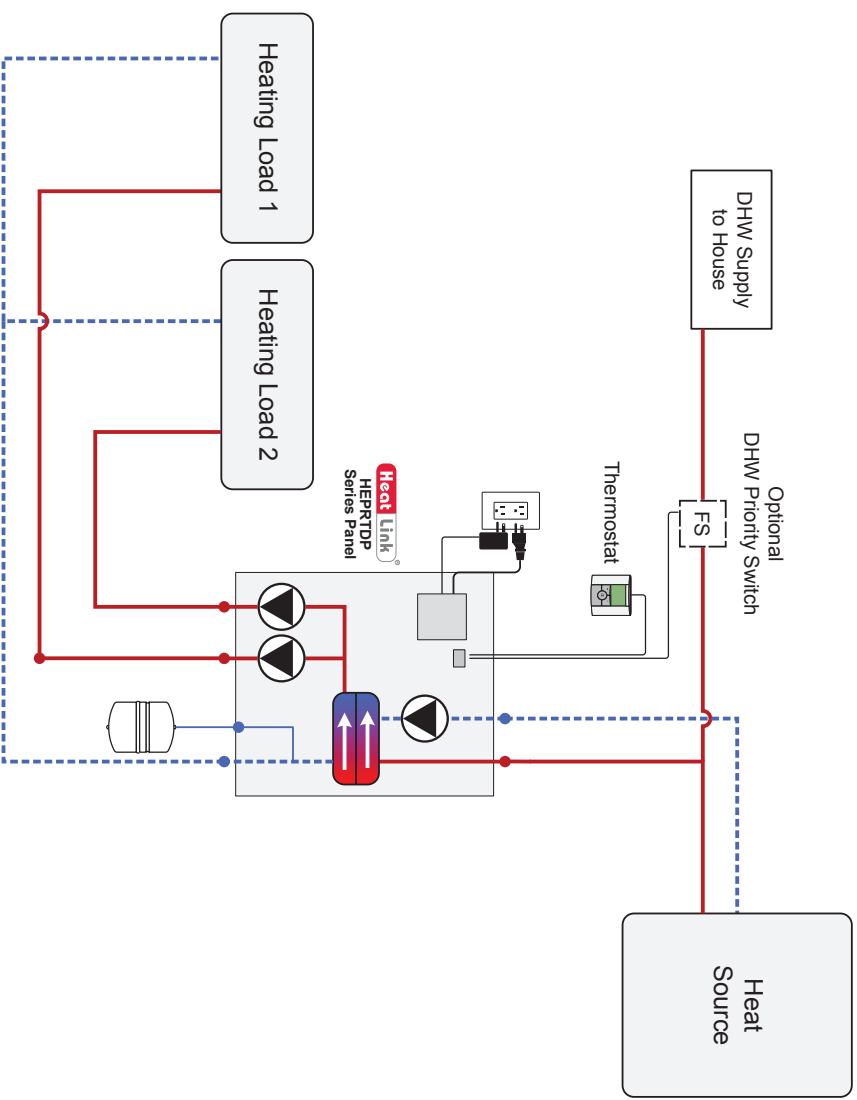 Heating Load 1
Heating Load 2
Heat Link®
HEPRTDP
Series Panel
Thermostat
DHW Supply
to House
Optional
DHW Priority Switch
FS
Heat
Source